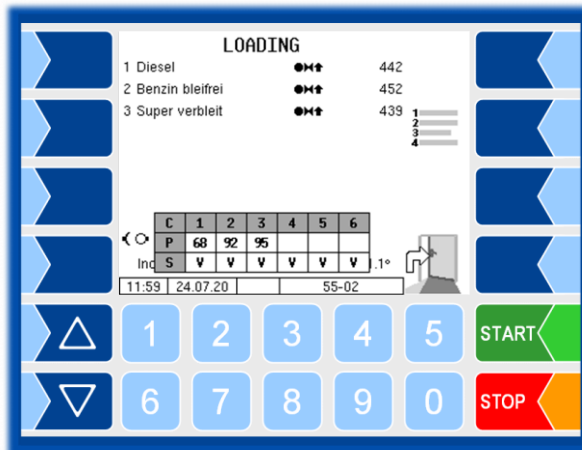 LOADING
1 Diesel 442
2 Benzin bleifrei 452
3 Super verbleit 439
1
2
3
4
C 1 2 3 4 5 6
P 68 92 95
S V V V V V V
11:59 24.07.20 55-02
1 2 3 4 5 START
6 7 8 9 0 STOP